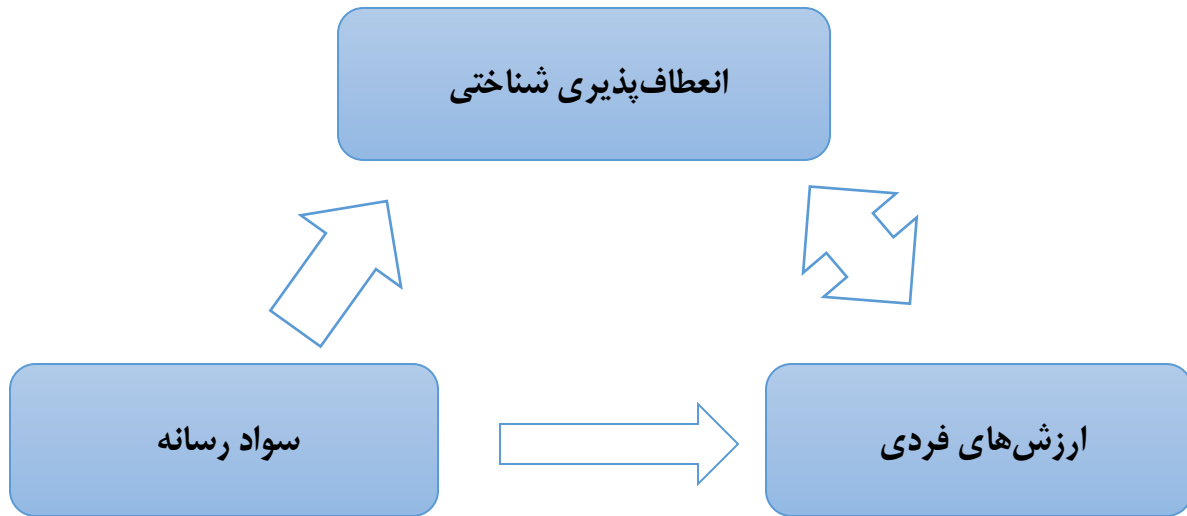 انعطاف‌پذیری شناختی
سواد رسانه
ارزش‌های فردی